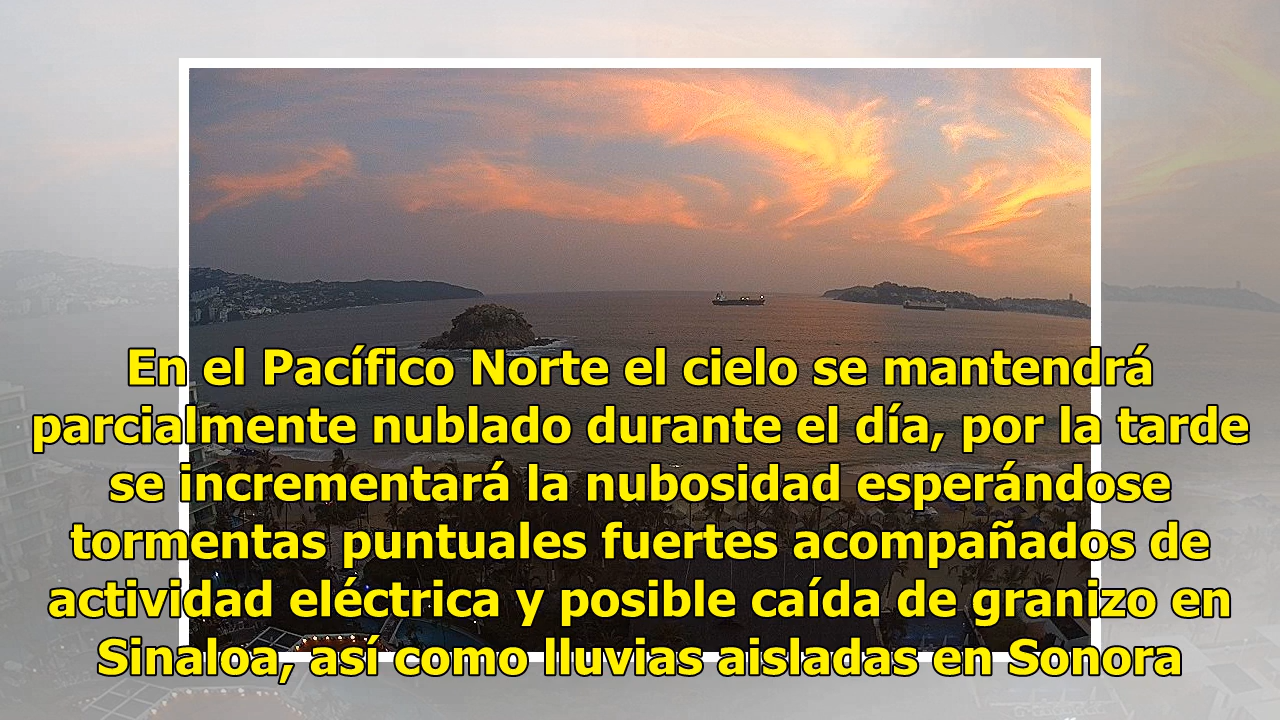 En el Pacífico Norte el cielo se mantendrá
parcialmente nublado durante el día, por la tarde
se incrementará la nubosidad esperándose
tormentas puntuales fuertes acompañados de
actividad eléctrica y posible caída de granizo en
Sinaloa, así como lluvias aisladas en Sonora